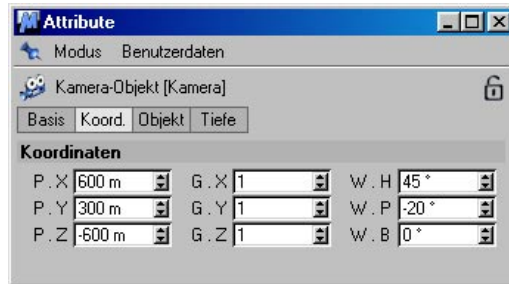 Attribute
Modus Benutzerdaten
Kamera-Objekt [Kamera]
Basis Koord. Objekt Tiefe
Koordinaten
P . X 600 m G . X 1 W . H 45 °
P . Y 300 m G . Y 1 W . P -20 °
P . Z -600 m G . Z 1 W . B 0 °